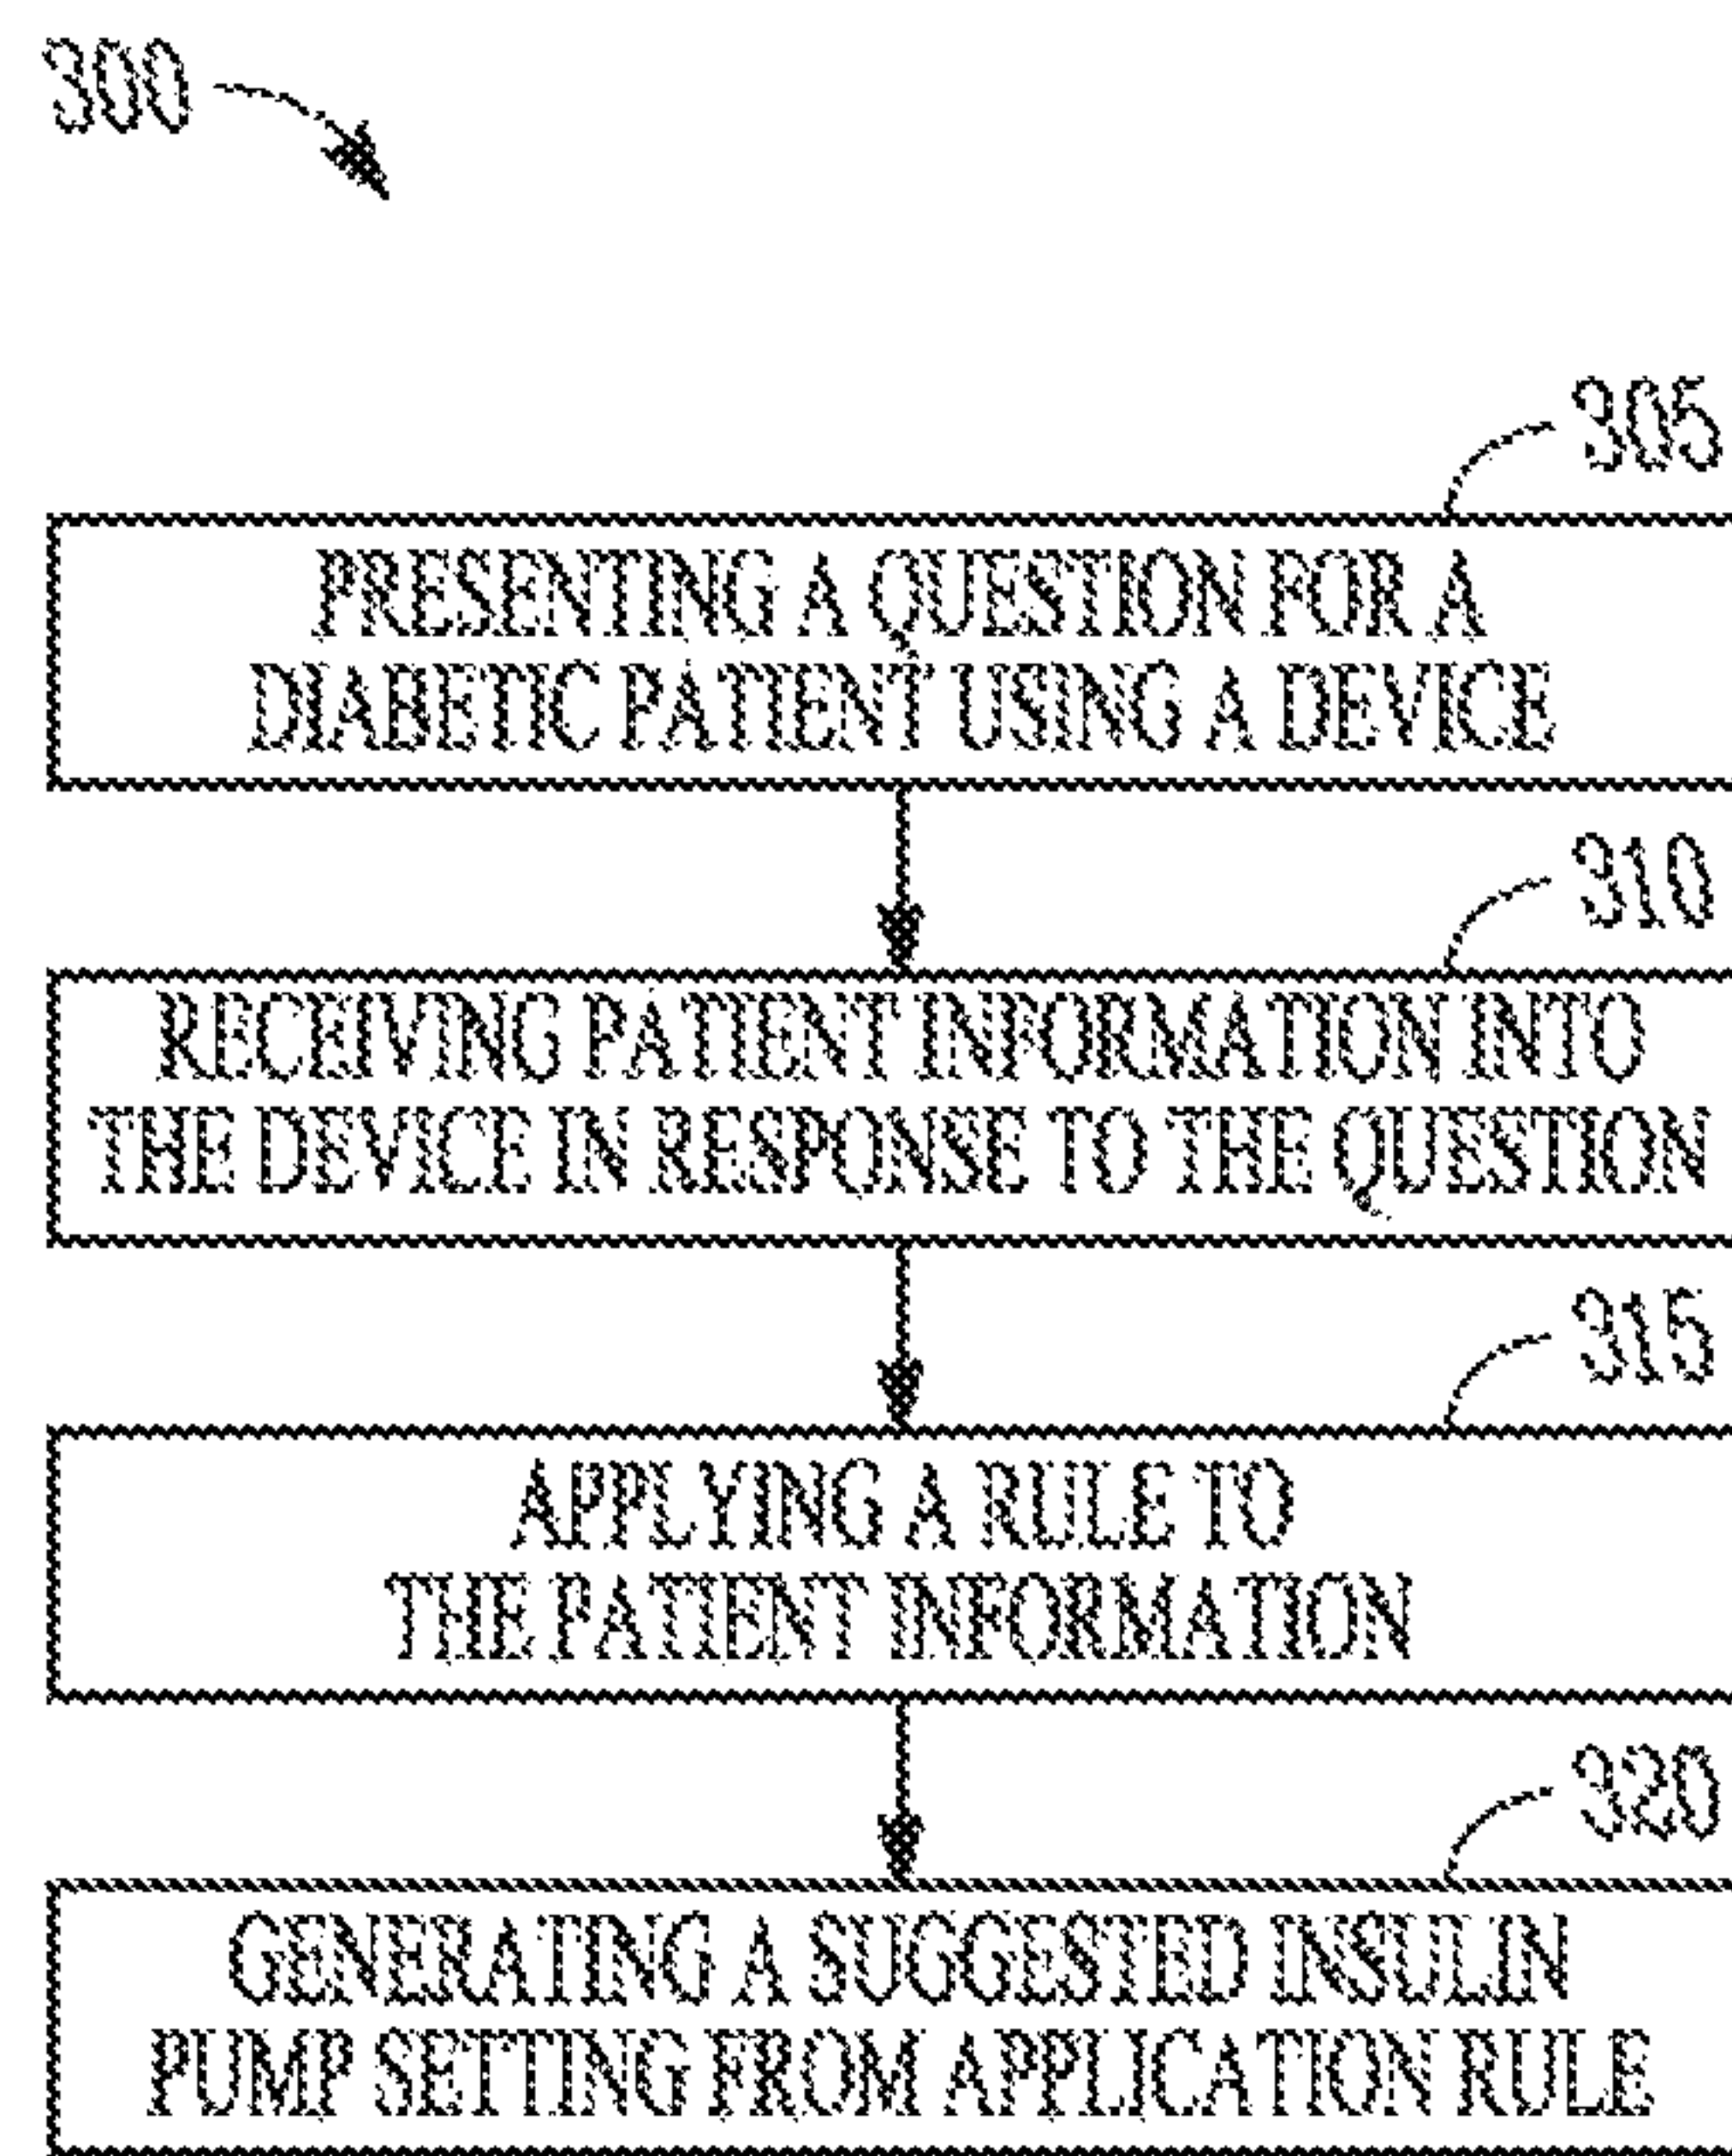 300
305
PRESENTING A QUESTION FOR A
DIABETIC PATIENT USING A DEVICE
310
RECEIVING PATIENT INFORMATION INTO
THE DEVICE IN RESPONSE TO THE QUESTION
315
APPLYING A RULE TO
THE PATIENT INFORMATION
320
GENERATING A SUGGESTED INSULIN
PUMP SETTING FROM APPLICATION RULE